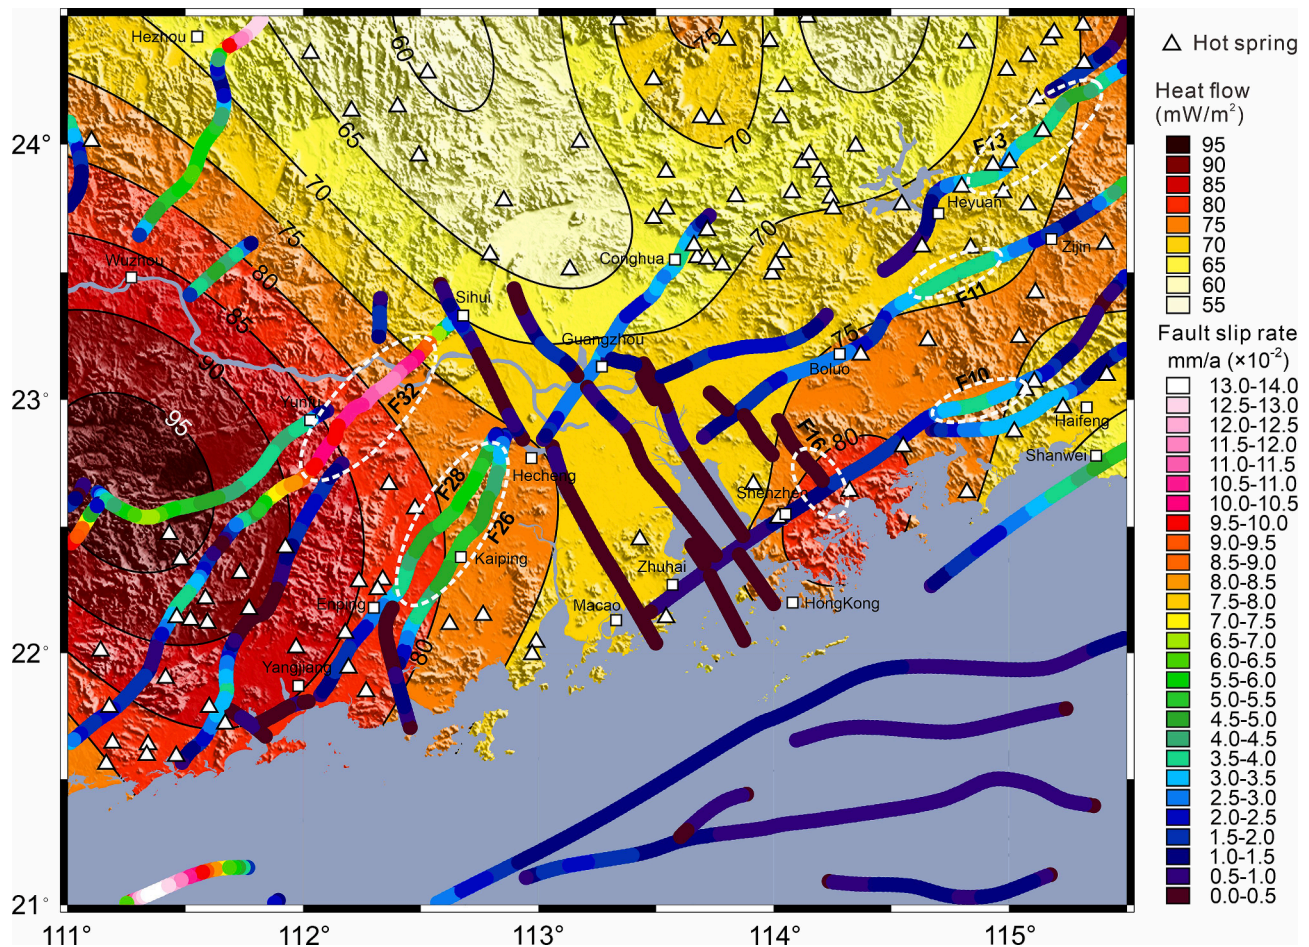 Hezhou
60
75
Hot spring
Heat flow
(mW/m²)
95
90
85
80
75
70
65
60
55
24°
65
70
F13
70
75
Heyuan
Wuzhou
80
Conghua
70
Zijin
85
Sihui
F11
Guangzhou
75
Fault slip rate
mm/a (×10⁻²)
13.0-14.0
12.5-13.0
12.0-12.5
11.5-12.0
11.0-11.5
10.5-11.0
10.0-10.5
9.5-10.0
9.0-9.5
8.5-9.0
8.0-8.5
7.5-8.0
7.0-7.5
6.5-7.0
6.0-6.5
5.5-6.0
5.0-5.5
4.5-5.0
4.0-4.5
3.5-4.0
3.0-3.5
2.5-3.0
2.0-2.5
1.5-2.0
1.0-1.5
0.5-1.0
0.0-0.5
90
Boluo
23°
F32
F10
Yunfu
95
Haifeng
F16
80
Shanwei
Hecheng
F28
Shenzhen
F26
Kaiping
Zhuhai
Enping
Macao
HongKong
22°
80
Yangjiang
21°
111°
112°
113°
114°
115°